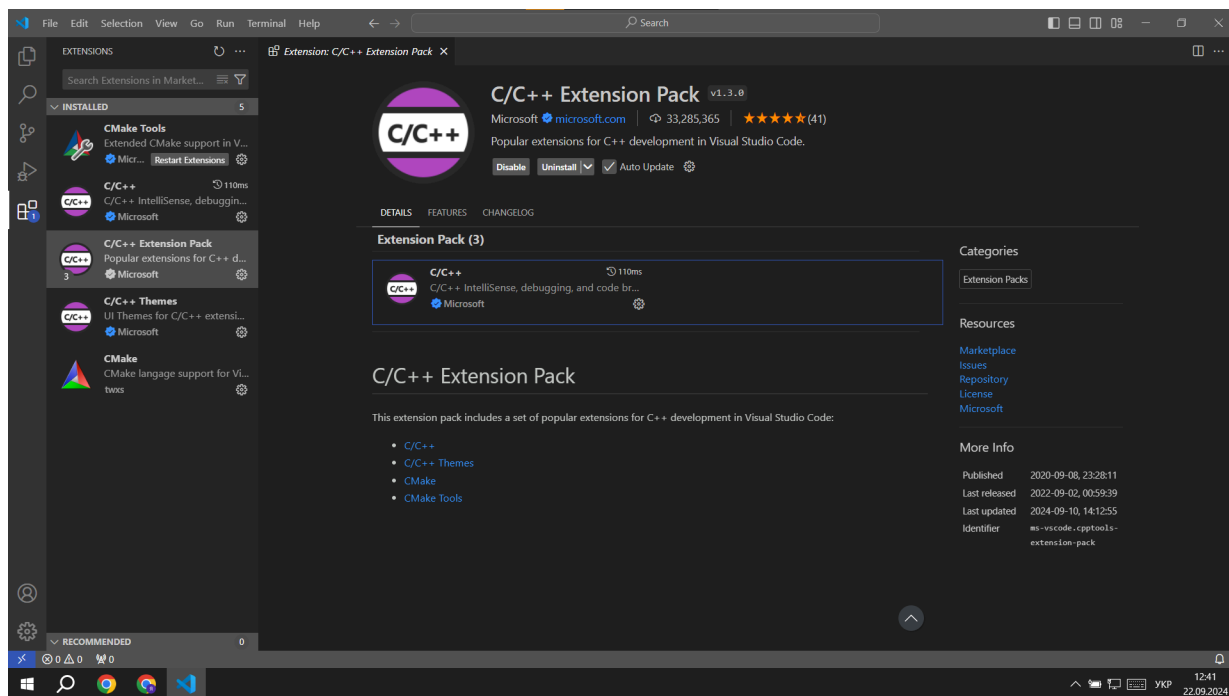 File Edit Selection View Go Run Terminal Help
Search
EXTENSIONS
Search Extensions in Market...
INSTALLED 5
CMake Tools
Extended CMake support in V...
Micr... Restart Extensions
C/C++ 110ms
C/C++ IntelliSense, debuggin...
Microsoft
C/C++ Extension Pack
Popular extensions for C++ d...
Microsoft
3
C/C++ Themes
UI Themes for C/C++ extensi...
Microsoft
CMake
CMake langage support for Vi...
twxs
RECOMMENDED 0
1
C/C++
C/C++
C/C++
Extension: C/C++ Extension Pack
C/C++
C/C++ Extension Pack v1.3.0
Microsoft microsoft.com 33,285,365 (41)
Popular extensions for C++ development in Visual Studio Code.
Disable Uninstall Auto Update
DETAILS FEATURES CHANGELOG
Extension Pack (3)
C/C++
C/C++ 110ms
C/C++ IntelliSense, debugging, and code br...
Microsoft
C/C++ Extension Pack
This extension pack includes a set of popular extensions for C++ development in Visual Studio Code:
C/C++
C/C++ Themes
CMake
CMake Tools
Categories
Extension Packs
Resources
Marketplace
Issues
Repository
License
Microsoft
More Info
Published 2020-09-08, 23:28:11
Last released 2022-09-02, 00:59:39
Last updated 2024-09-10, 14:12:55
Identifier ms-vscode.cpptools-
extension-pack
0 0 0
УКР
12:41
22.09.2024